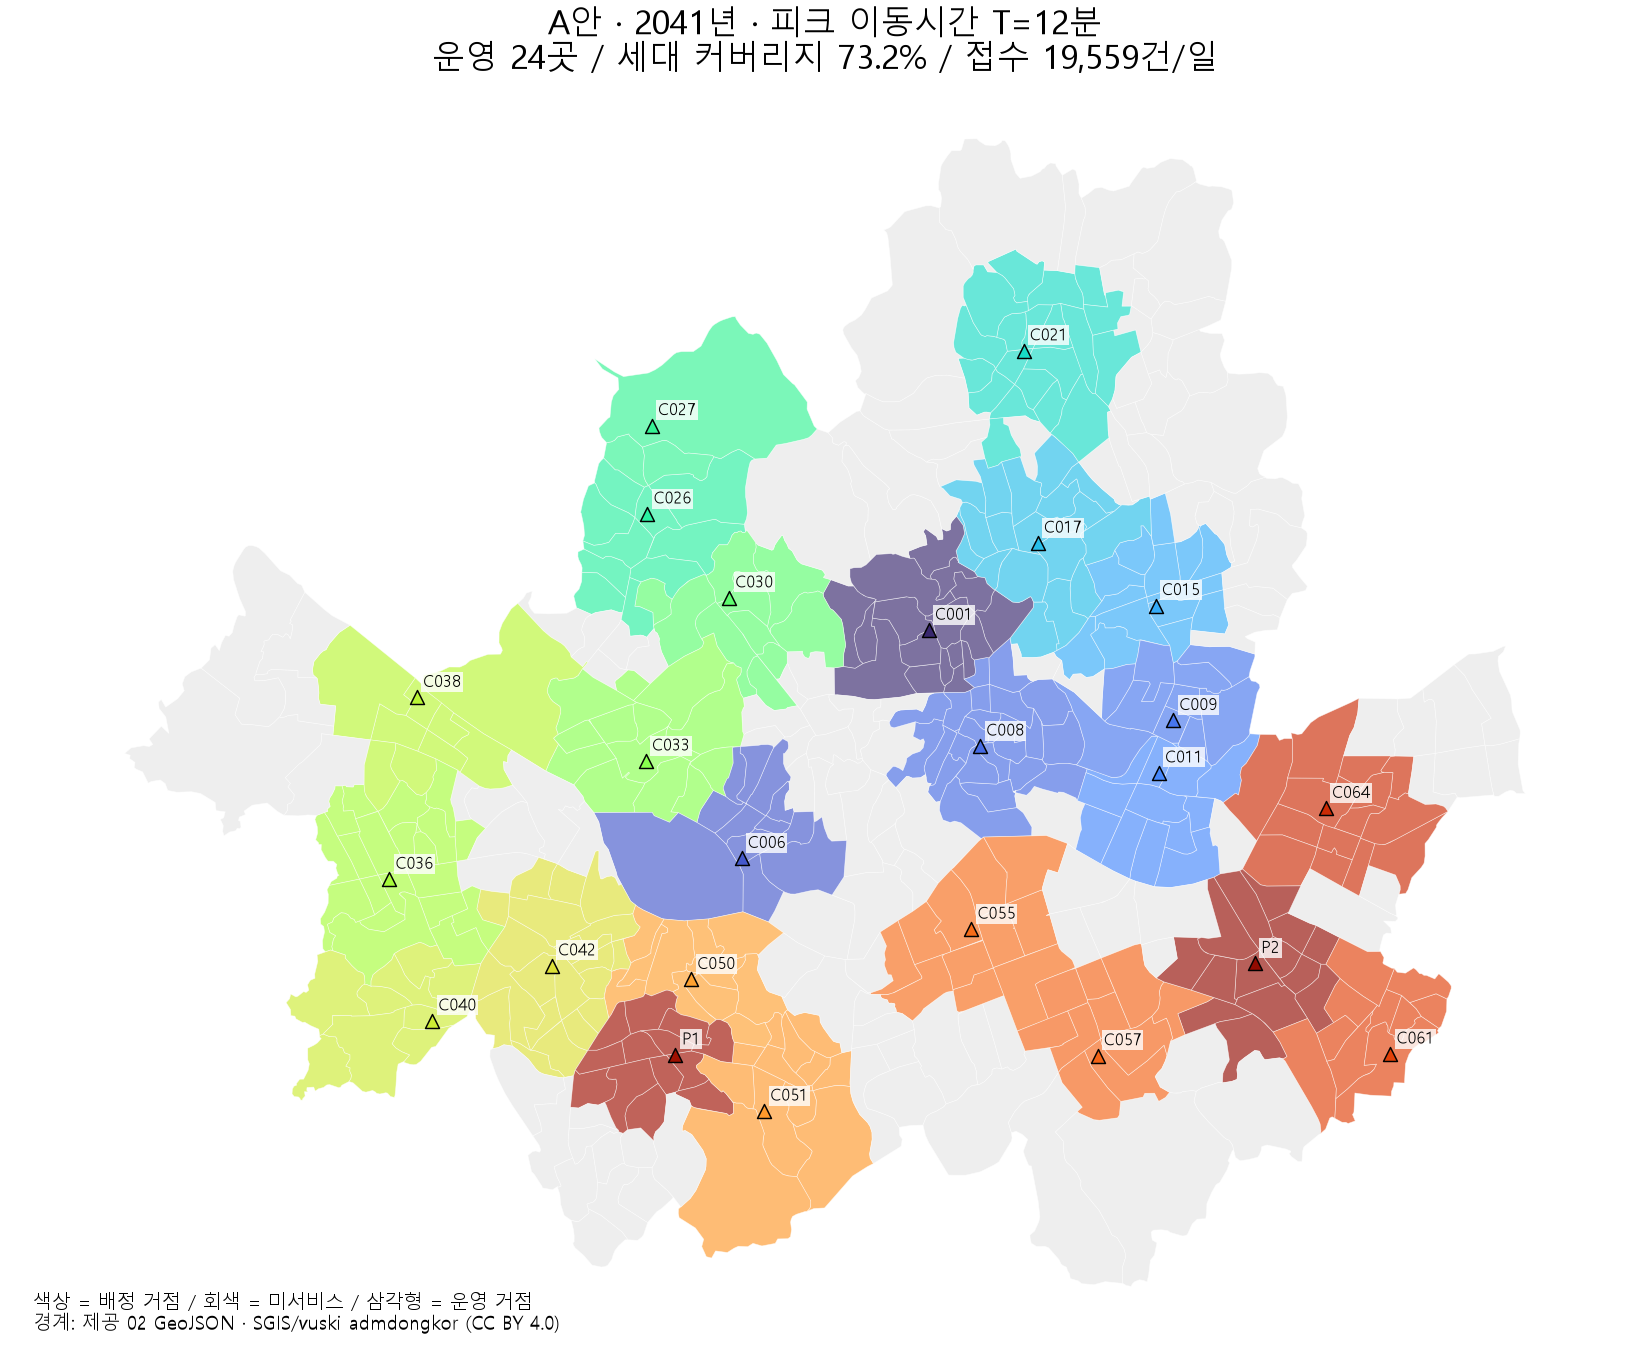 A안 · 2041년 · 피크 이동시간 T=12분
운영 24곳 / 세대 커버리지 73.2% / 접수 19,559건/일
C021
C027
C026
C017
C030
C015
C001
C038
C009
C008
C033
C011
C064
C006
C036
C055
P2
C042
C050
C040
P1
C057
C061
C051
색상 = 배정 거점 / 회색 = 미서비스 / 삼각형 = 운영 거점
경계: 제공 02 GeoJSON · SGIS/vuski admdongkor (CC BY 4.0)